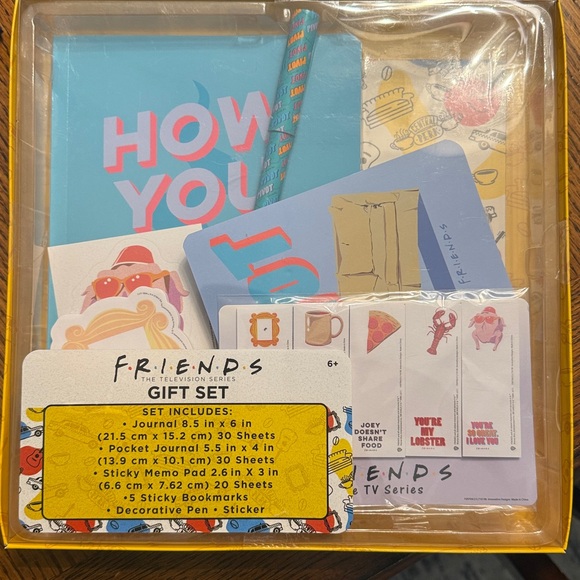 HOW
YOU
PIVOT
F·R·I·E·N·D·S
JOEY
DOESN'T
SHARE
FOOD
YOU'RE
MY
LOBSTER
YOU'RE
SO GREAT,
I LOVE YOU
F·R·I·E·N·D·S
THE TELEVISION SERIES
GIFT SET
6+
SET INCLUDES:
• Journal 8.5 in x 6 in
(21.5 cm x 15.2 cm) 30 Sheets
• Pocket Journal 5.5 in x 4 in
(13.9 cm x 10.1 cm) 30 Sheets
• Sticky Memo Pad 2.6 in X 3 in
(6.6 cm x 7.62 cm) 20 Sheets
• 5 Sticky Bookmarks
• Decorative Pen • Sticker
E·N·D·S
e TV Series